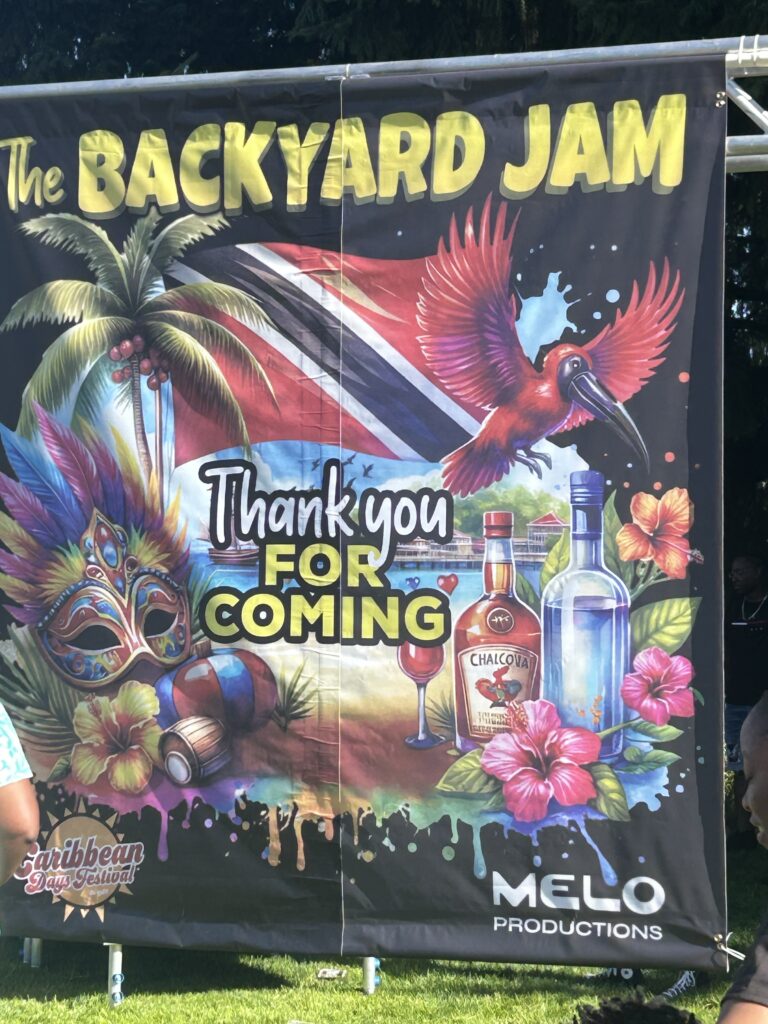 The BACKYARD JAM
Thank you
FOR
COMING
CHALCOVA
Caribbean
Days Festival
MELO
PRODUCTIONS